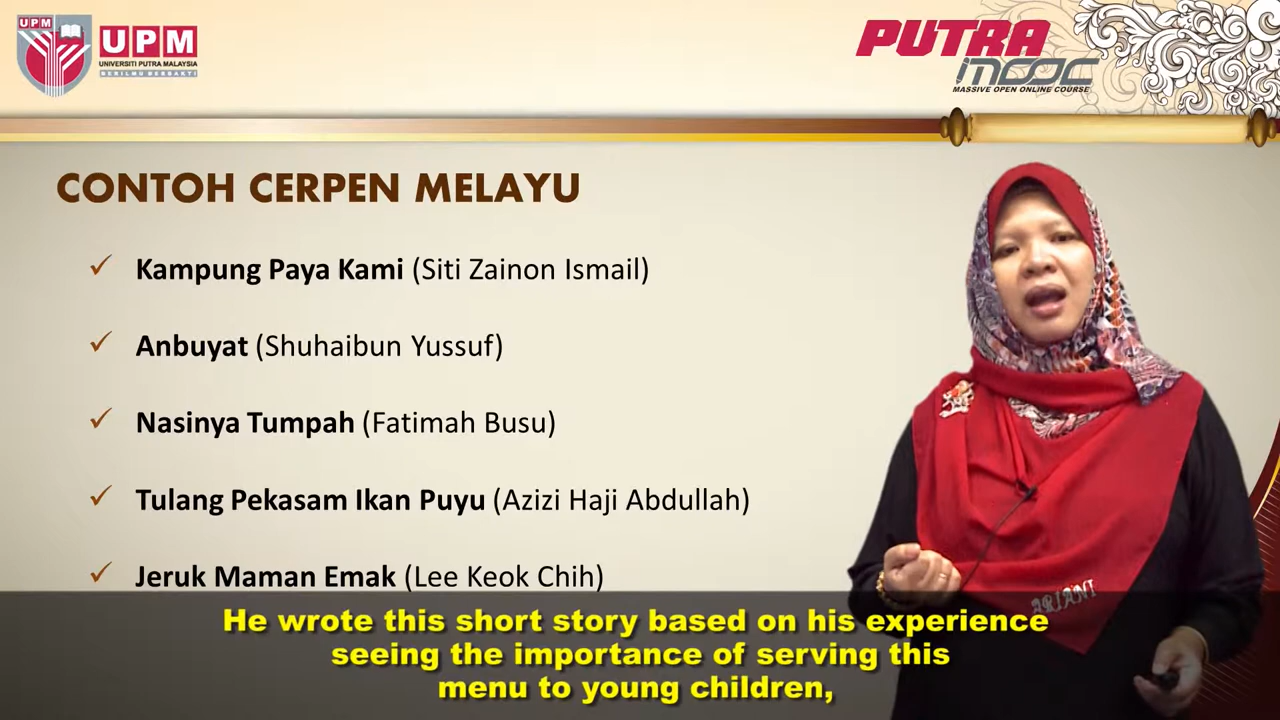 UPM
UPM
UNIVERSITI PUTRA MALAYSIA
BERILMU BERBAKTI
PUTRA
MOOC
MASSIVE OPEN ONLINE COURSE
CONTOH CERPEN MELAYU
Kampung Paya Kami (Siti Zainon Ismail)
Anbuyat (Shuhaibun Yussuf)
Nasinya Tumpah (Fatimah Busu)
Tulang Pekasam Ikan Puyu (Azizi Haji Abdullah)
Jeruk Maman Emak (Lee Keok Chih)
ARIANI
He wrote this short story based on his experience
seeing the importance of serving this
menu to young children,